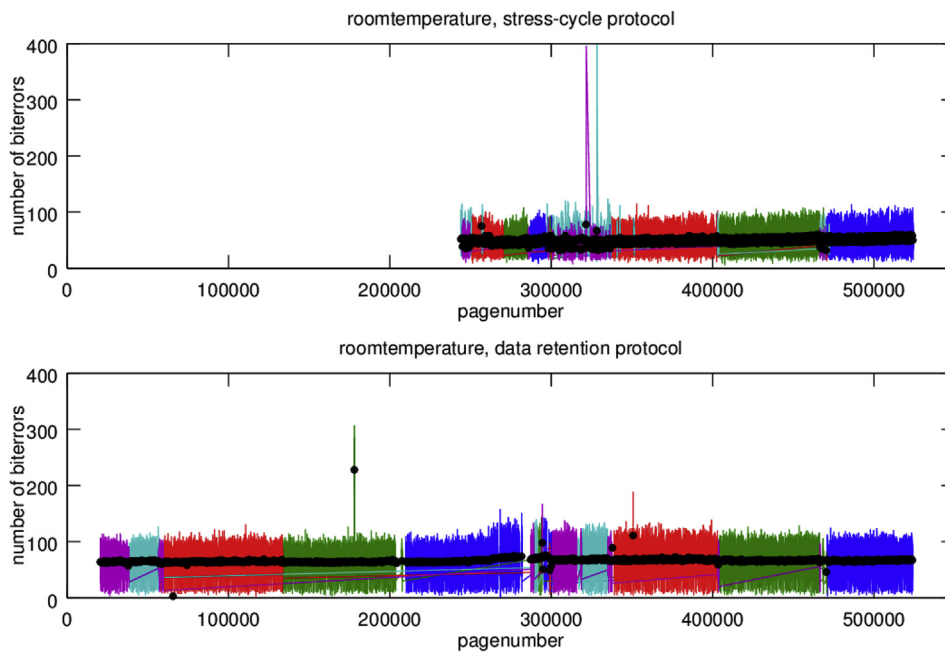 roomtemperature, stress-cycle protocol
400
300
200
100
0
number of biterrors
0 100000 200000 300000 400000 500000
pagenumber
roomtemperature, data retention protocol
400
300
200
100
0
number of biterrors
0 100000 200000 300000 400000 500000
pagenumber